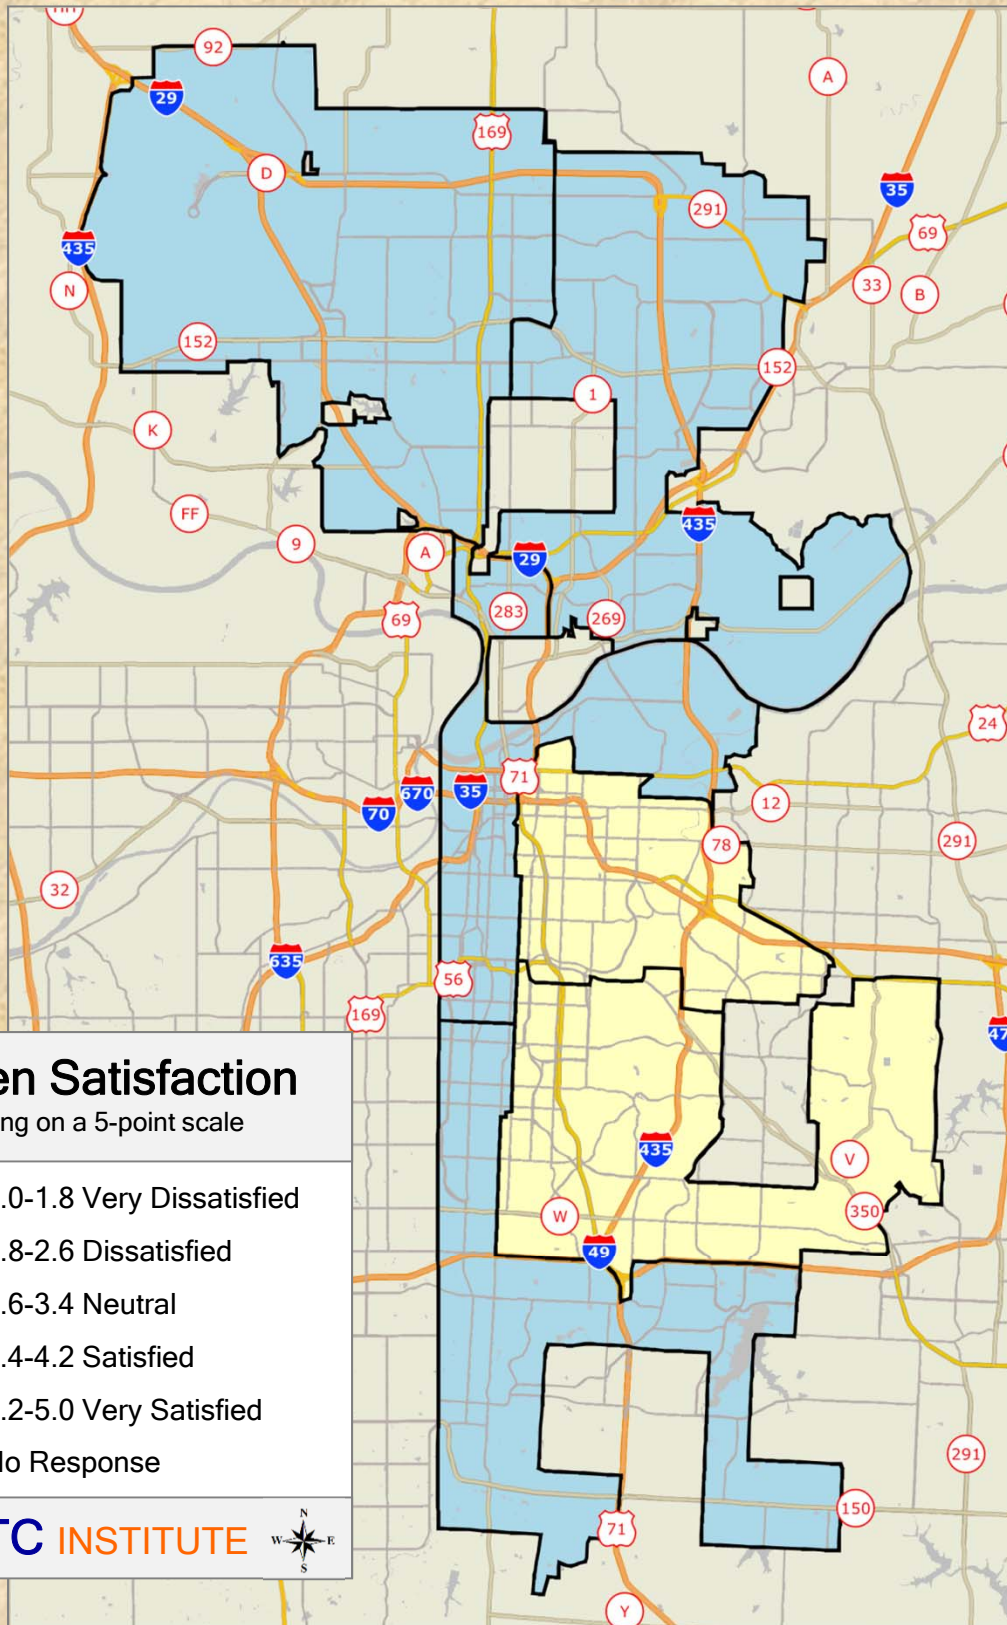 HH
92
A
29
169
D
35
291
69
435
33
N
B
152
152
1
K
FF
435
9
A
29
283
69
269
24
71
670
35
12
70
78
291
32
635
56
169
47
en Satisfaction
ng on a 5-point scale
.0-1.8 Very Dissatisfied
.8-2.6 Dissatisfied
.6-3.4 Neutral
.4-4.2 Satisfied
.2-5.0 Very Satisfied
lo Response
TC INSTITUTE
N
W E
S
435
V
W
350
49
291
150
71
Y